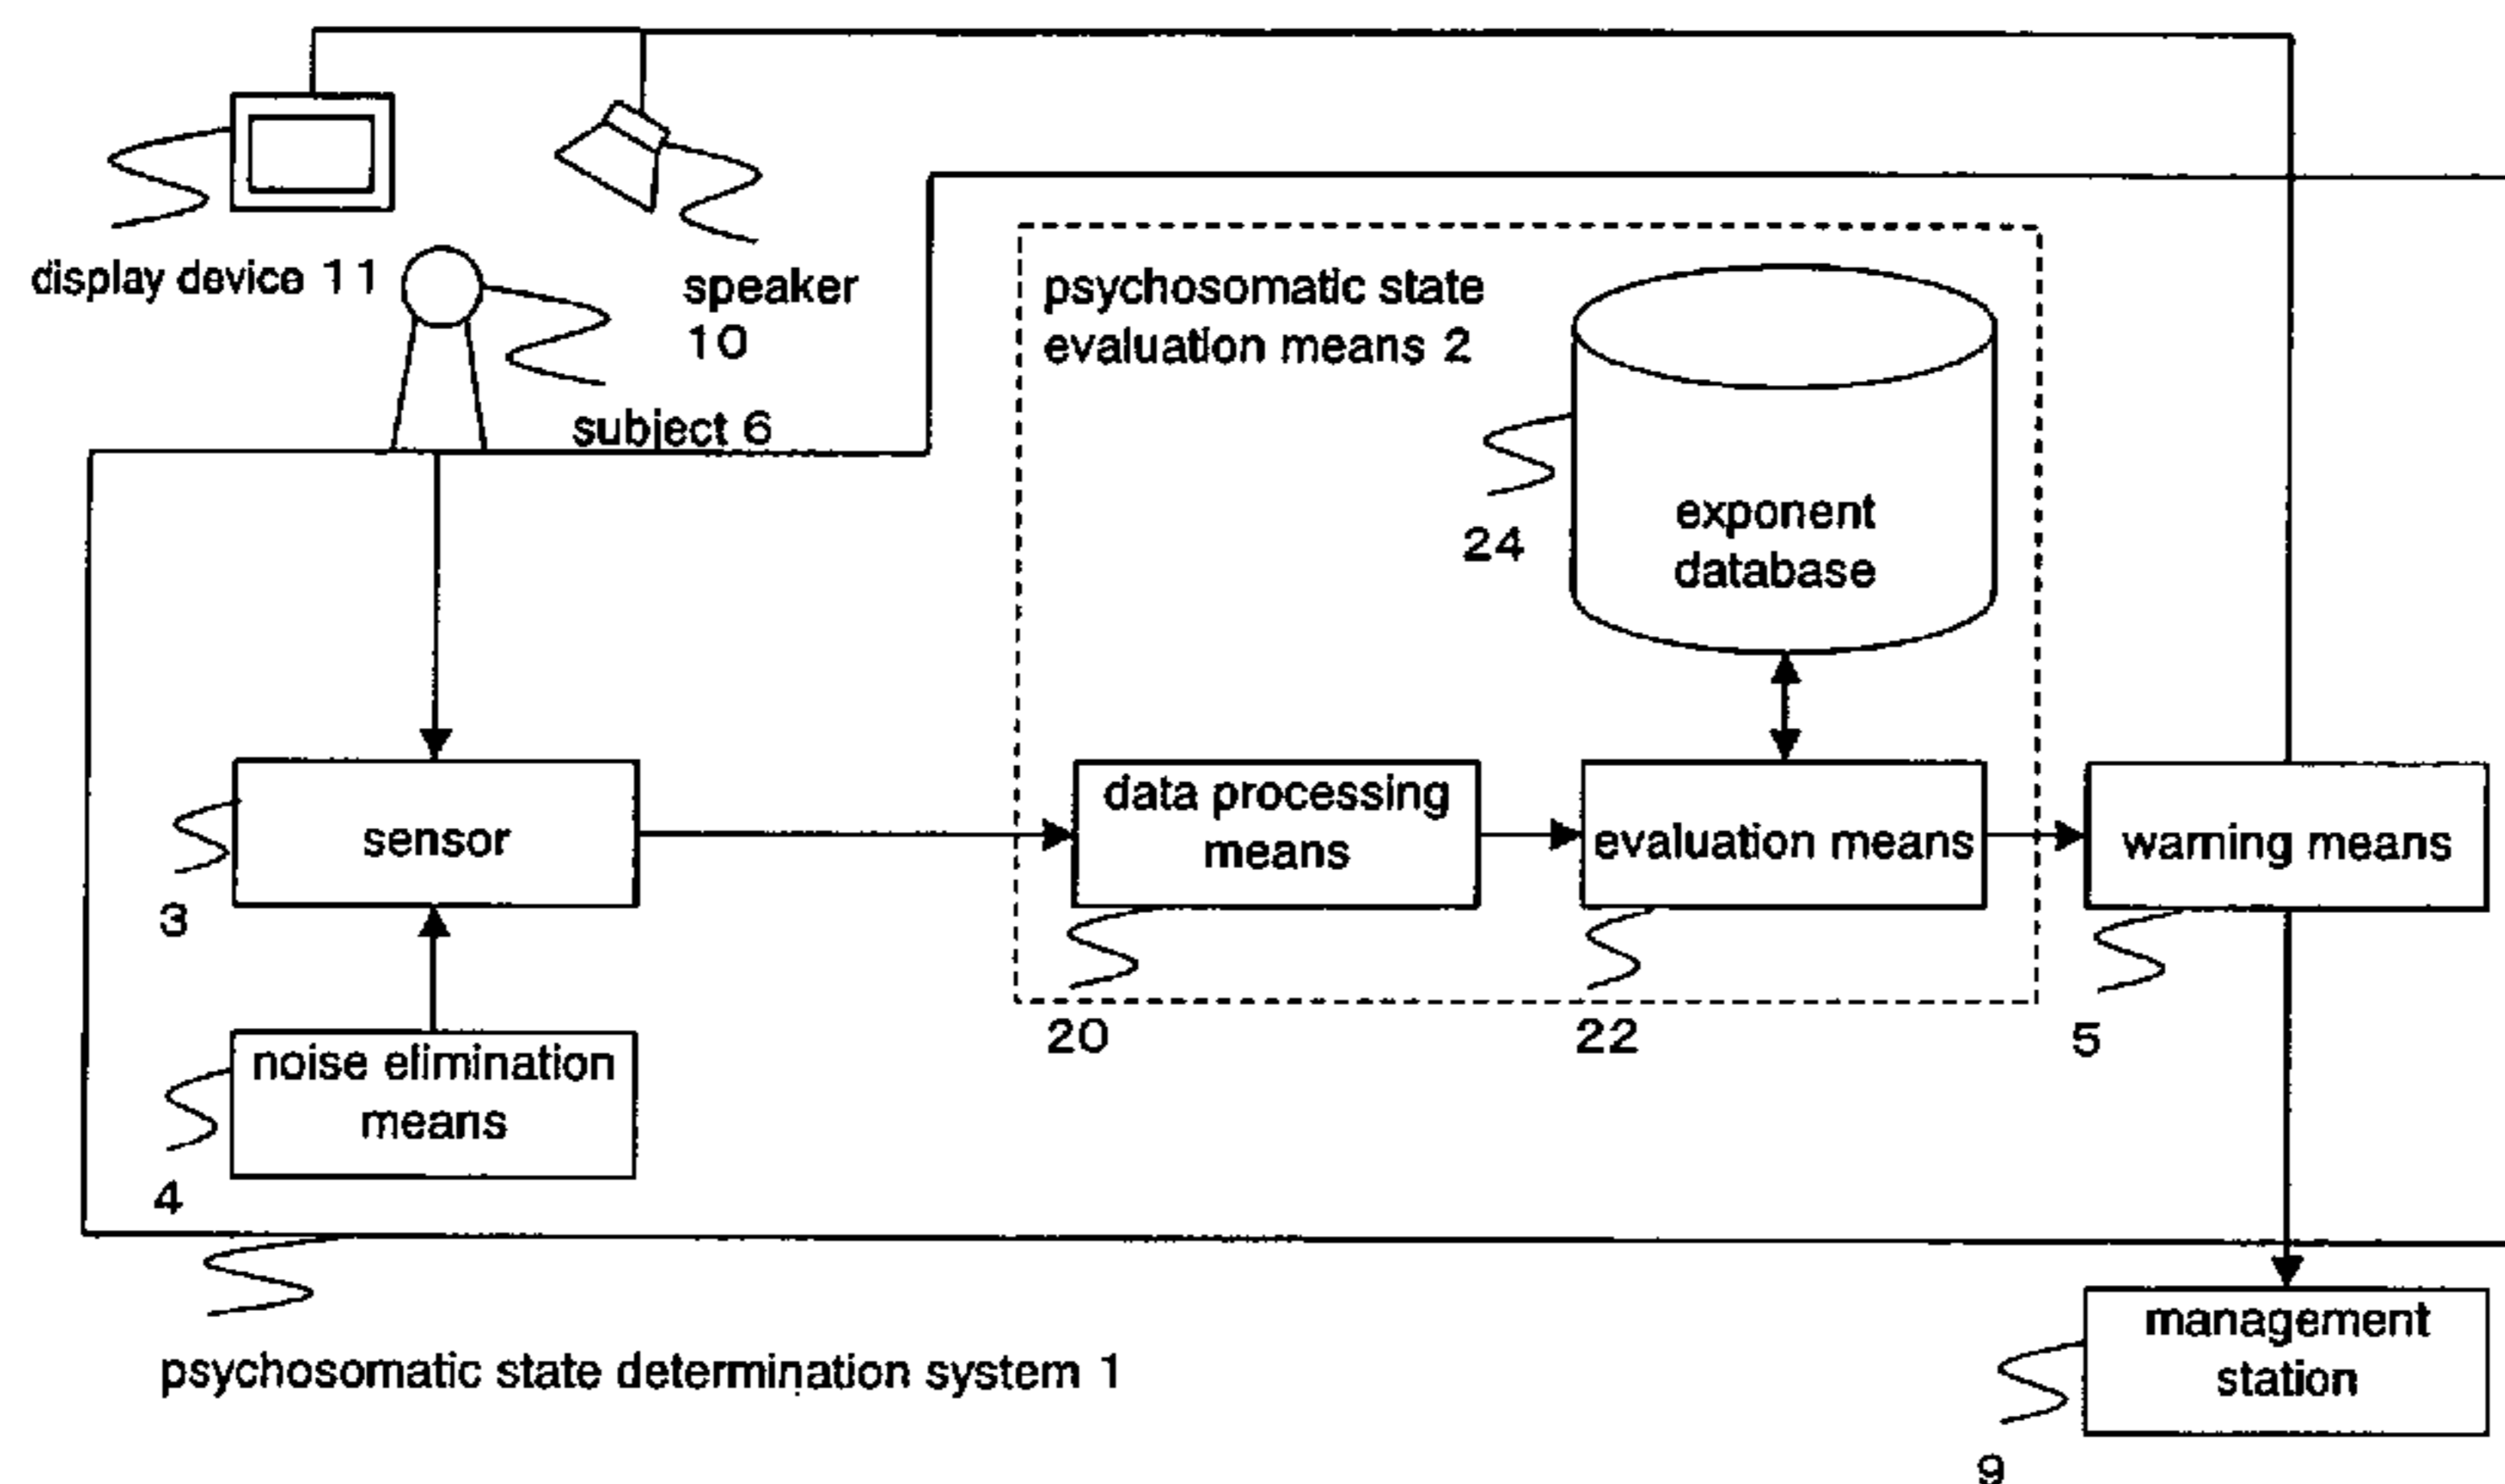 display device 11
speaker
10
subject 6
psychosomatic state
evaluation means 2
exponent
database
24
data processing
means
20
evaluation means
22
warning means
5
sensor
3
noise elimination
means
4
psychosomatic state determination system 1
management
station
9